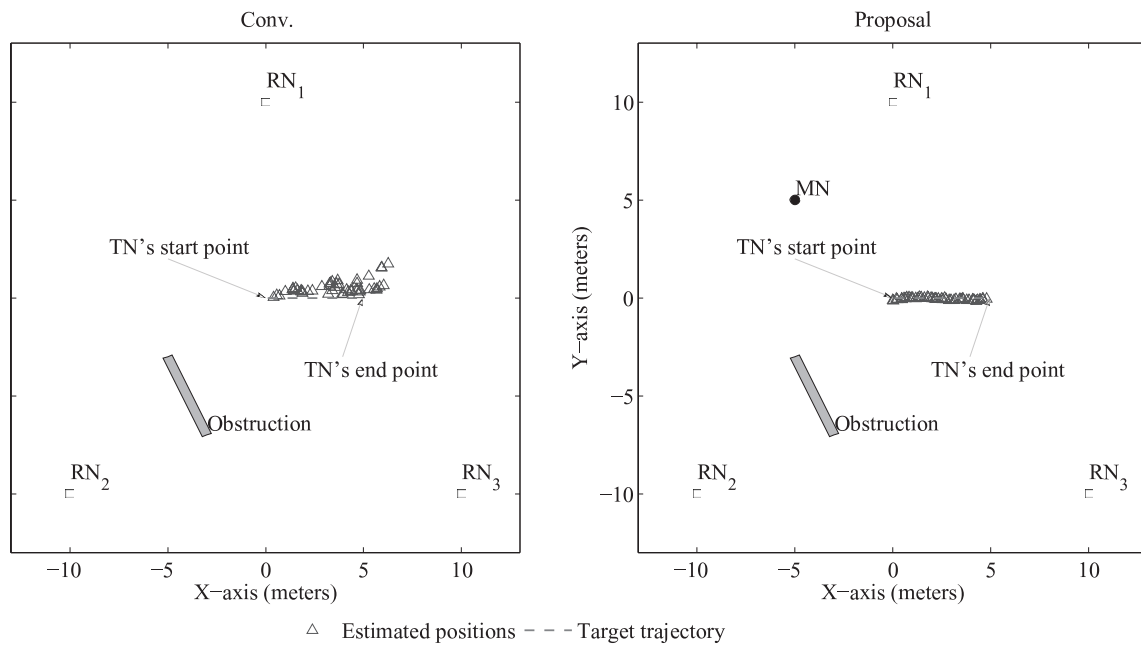 Conv.
RN1
TN’s start point
TN’s end point
Obstruction
RN2
RN3
−10
−5
0
5
10
X−axis (meters)
Proposal
10
5
0
−5
−10
Y−axis (meters)
RN1
MN
TN’s start point
TN’s end point
Obstruction
RN2
RN3
−10
−5
0
5
10
X−axis (meters)
Estimated positions
Target trajectory